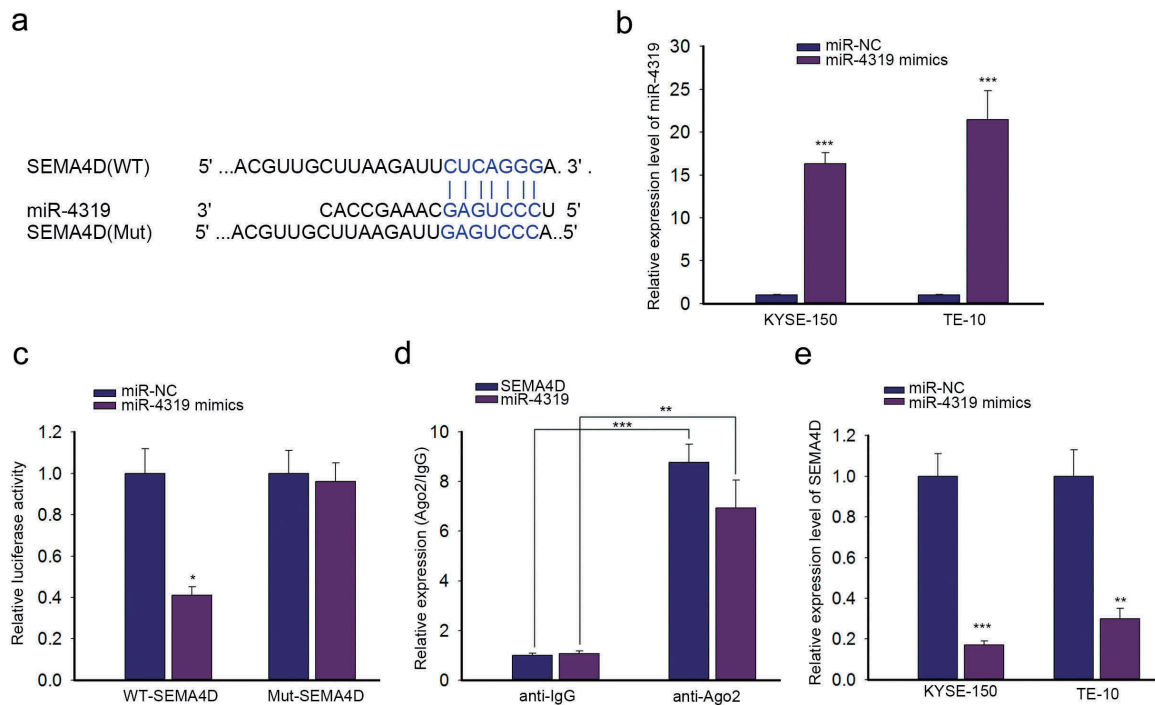 a
SEMA4D(WT) 5' ...ACGUUGCUUAAGAUUCUCAGGGA. 3' .
miR-4319 3' CACCGAAACGAGUCCCU 5'
SEMA4D(Mut) 5' ...ACGUUGCUUAAGAUUGAGUCCCA..5'
b
miR-NC
miR-4319 mimics
Relative expression level of miR-4319
30
25
20
15
10
5
0
***
***
KYSE-150 TE-10
c
miR-NC
miR-4319 mimics
Relative luciferase activity
1.2
1.0
0.8
0.6
0.4
0.2
0.0
*
WT-SEMA4D Mut-SEMA4D
d
SEMA4D
miR-4319
Relative expression (Ago2/IgG)
10
8
6
4
2
0
**
***
anti-IgG anti-Ago2
e
miR-NC
miR-4319 mimics
Relative expression level of SEMA4D
1.2
1.0
0.8
0.6
0.4
0.2
0.0
***
**
KYSE-150 TE-10